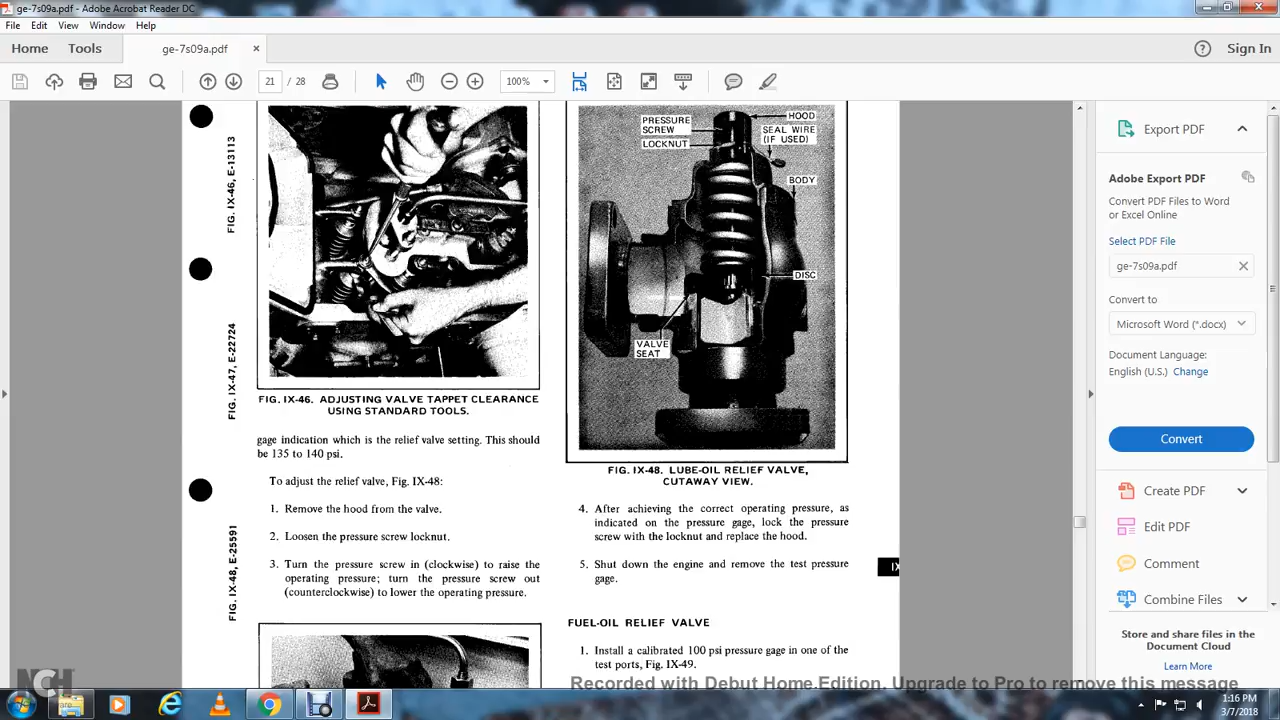 ge-7s09a.pdf - Adobe Acrobat Reader DC
File Edit View Window Help
Home Tools ge-7s09a.pdf × Sign In
21 / 28 100%
FIG. IX-46, E-13113
FIG. IX-47, E-22724
FIG. IX-48, E-25591
FIG. IX-46. ADJUSTING VALVE TAPPET CLEARANCE
USING STANDARD TOOLS.
gage indication which is the relief valve setting. This should
be 135 to 140 psi.
To adjust the relief valve, Fig. IX-48:
1. Remove the hood from the valve.
2. Loosen the pressure screw locknut.
3. Turn the pressure screw in (clockwise) to raise the
operating pressure; turn the pressure screw out
(counterclockwise) to lower the operating pressure.
PRESSURE
SCREW
LOCKNUT
HOOD
SEAL WIRE
(IF USED)
BODY
DISC
VALVE
SEAT
FIG. IX-48. LUBE-OIL RELIEF VALVE,
CUTAWAY VIEW.
4. After achieving the correct operating pressure, as
indicated on the pressure gage, lock the pressure
screw with the locknut and replace the hood.
5. Shut down the engine and remove the test pressure
gage.
IX
FUEL-OIL RELIEF VALVE
1. Install a calibrated 100 psi pressure gage in one of the
test ports, Fig. IX-49.
Export PDF
Adobe Export PDF
Convert PDF Files to Word
or Excel Online
Select PDF File
ge-7s09a.pdf
Convert to
Microsoft Word (*.docx)
Document Language:
English (U.S.) Change
Convert
Create PDF
Edit PDF
Comment
Combine Files
Store and share files in the
Document Cloud
Learn More
NCH
Recorded with Debut Home Edition. Upgrade to Pro to remove this message
1:16 PM
3/7/2018